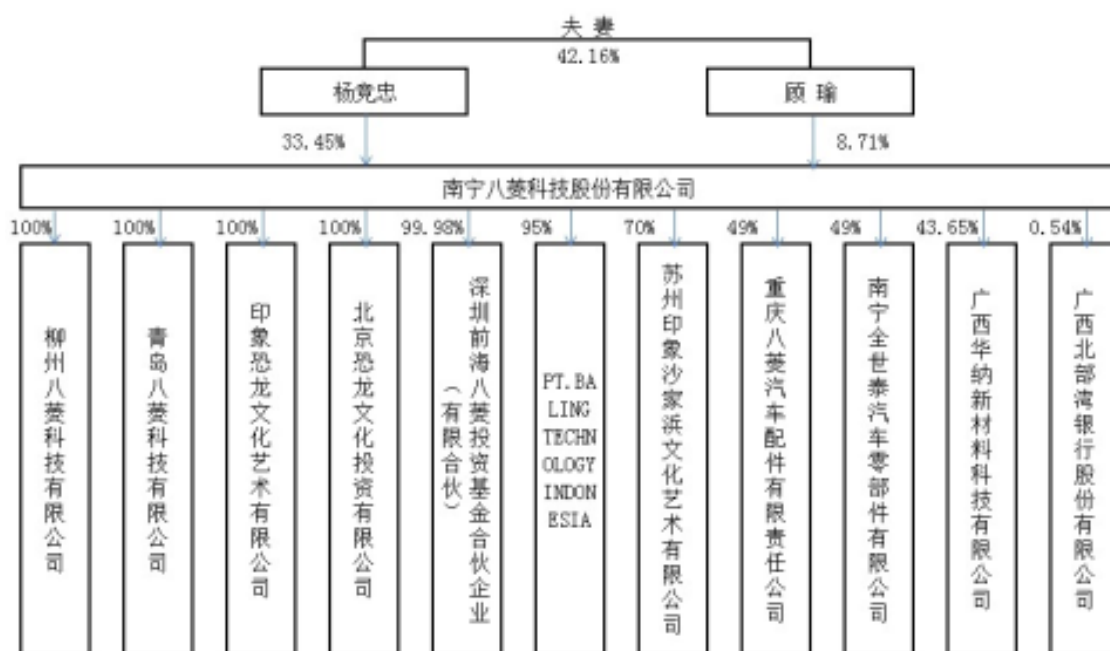 夫 妻
42.16%
杨竞忠
顾 瑜
33.45%
8.71%
南宁八菱科技股份有限公司
100%
100%
100%
100%
99.98%
95%
70%
49%
49%
43.65%
0.54%
柳州八菱科技有限公司
青岛八菱科技有限公司
印象恐龙文化艺术有限公司
北京恐龙文化投资有限公司
深圳前海八菱投资基金合伙企业
（有限合伙）
PT.BA
LING
TECHN
OLOGY
INDON
ESIA
苏州印象沙家浜文化艺术有限公司
重庆八菱汽车配件有限责任公司
南宁全世泰汽车零部件有限公司
广西华纳新材料科技有限公司
广西北部湾银行股份有限公司